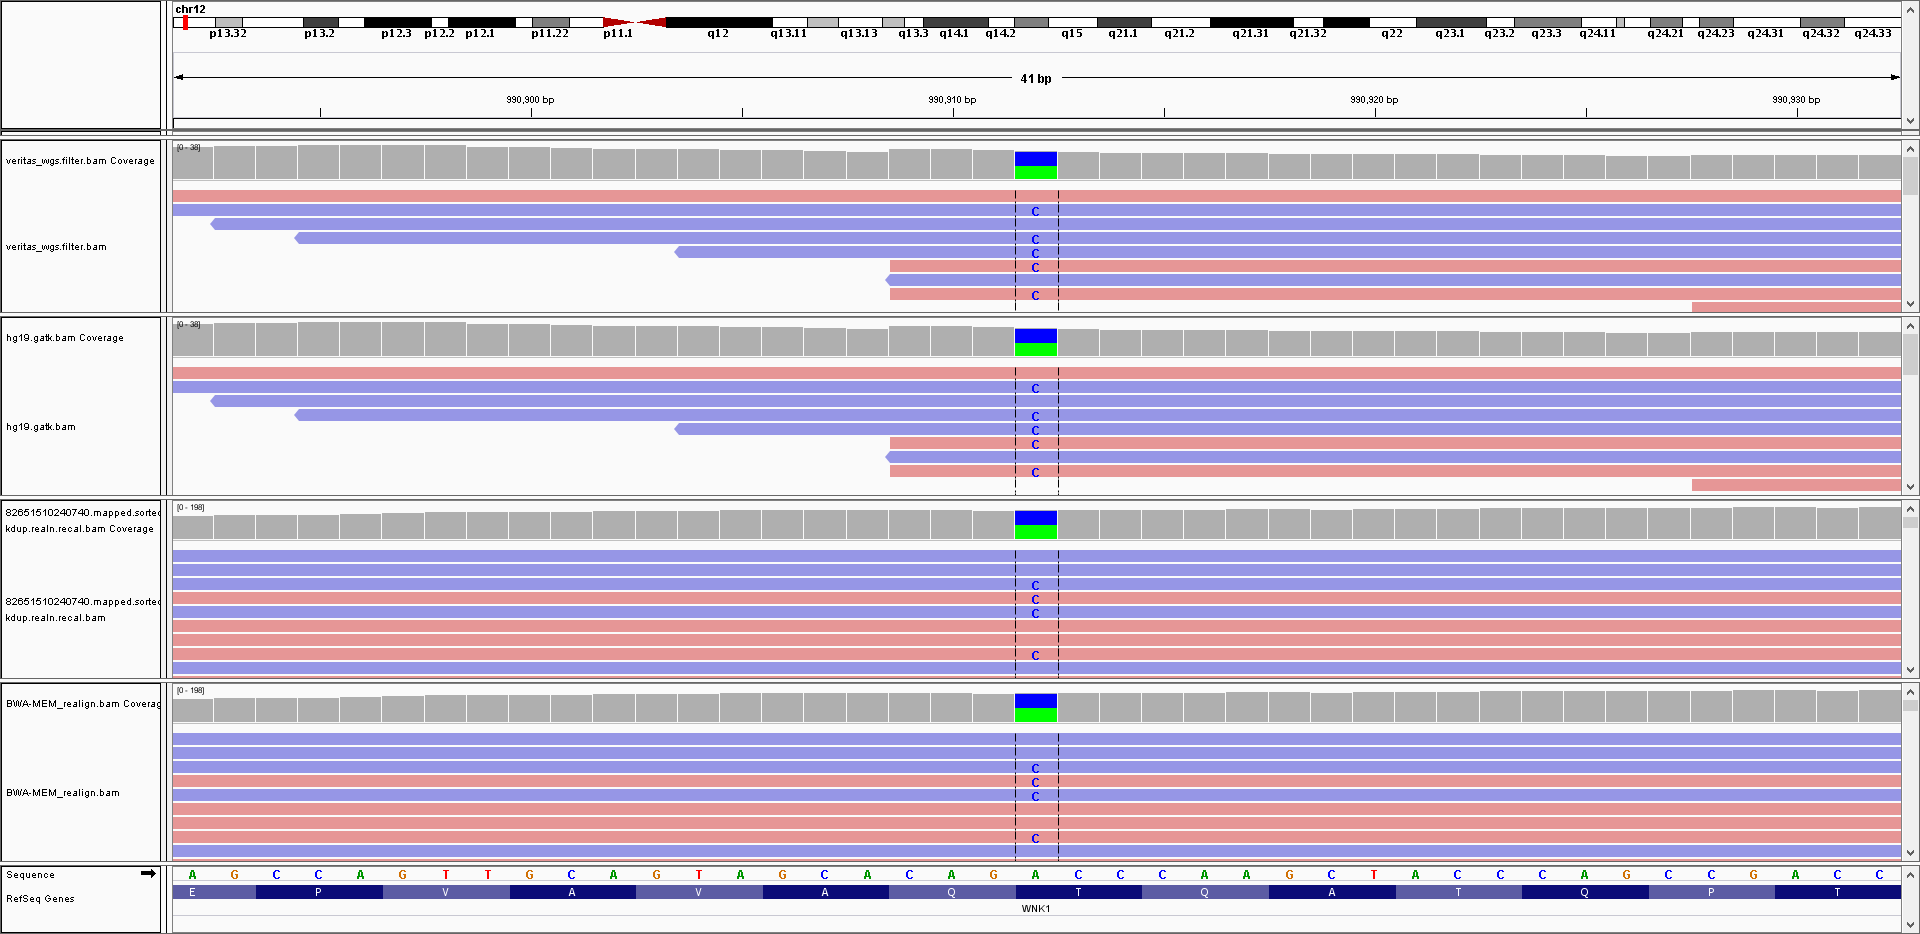 chr12
p13.32 p13.2 p12.3 p12.2 p12.1 p11.22 p11.1 q12 q13.11 q13.13 q13.3 q14.1 q14.2 q15 q21.1 q21.2 q21.31 q21.32 q22 q23.1 q23.2 q23.3 q24.11 q24.21 q24.23 q24.31 q24.32 q24.33
41 bp
990,900 bp 990,910 bp 990,920 bp 990,930 bp
[0 - 38]
veritas_wgs.filter.bam Coverage
C
C
veritas_wgs.filter.bam
C
C
C
[0 - 38]
hg19.gatk.bam Coverage
C
C
hg19.gatk.bam
C
C
C
[0 - 198]
82651510240740.mapped.sorted
kdup.realn.recal.bam Coverage
C
82651510240740.mapped.sorted
C
C
kdup.realn.recal.bam
C
[0 - 198]
BWA-MEM_realign.bam Coverag
C
C
BWA-MEM_realign.bam
C
C
Sequence A G C C A G T T G C A G T A G C A C A G A C C C A A G C T A C C C A G C C G A C C
RefSeq Genes E P V A V A Q T Q A T Q P T
WNK1